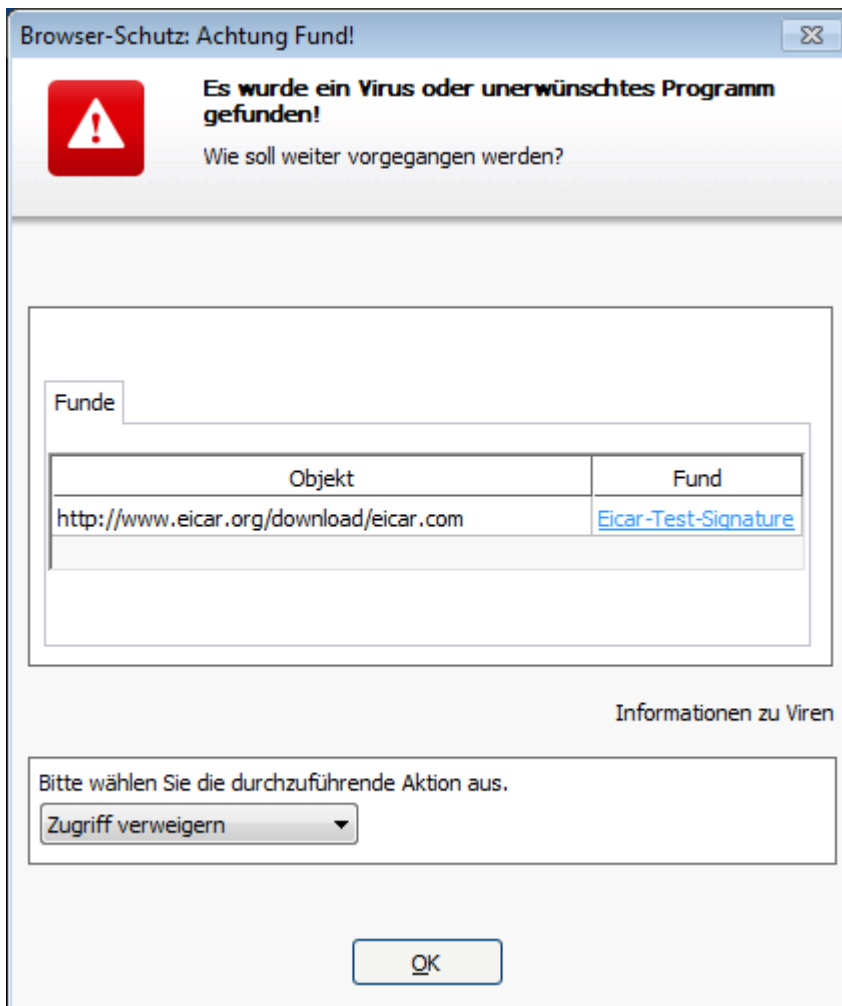 Browser-Schutz: Achtung Fund!
Es wurde ein Virus oder unerwünschtes Programm
gefunden!
Wie soll weiter vorgegangen werden?
Funde
Objekt Fund
http://www.eicar.org/download/eicar.com Eicar-Test-Signature
Informationen zu Viren
Bitte wählen Sie die durchzuführende Aktion aus.
Zugriff verweigern
OK